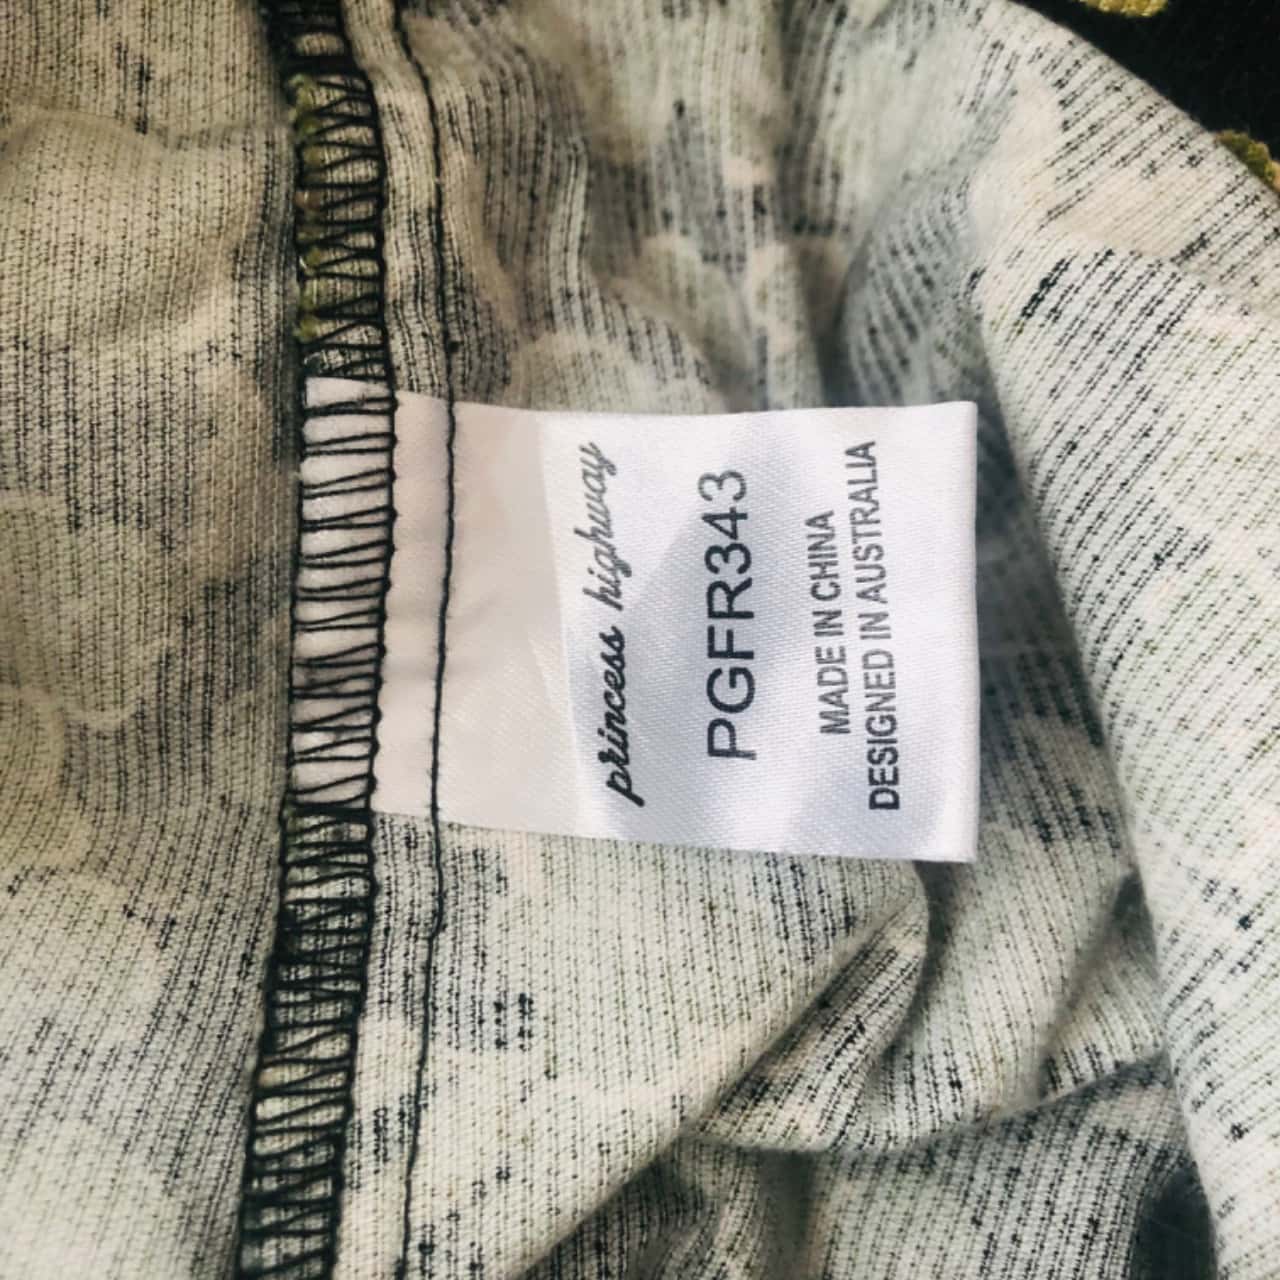 princess highway
PGFR343
MADE IN CHINA
DESIGNED IN AUSTRALIA